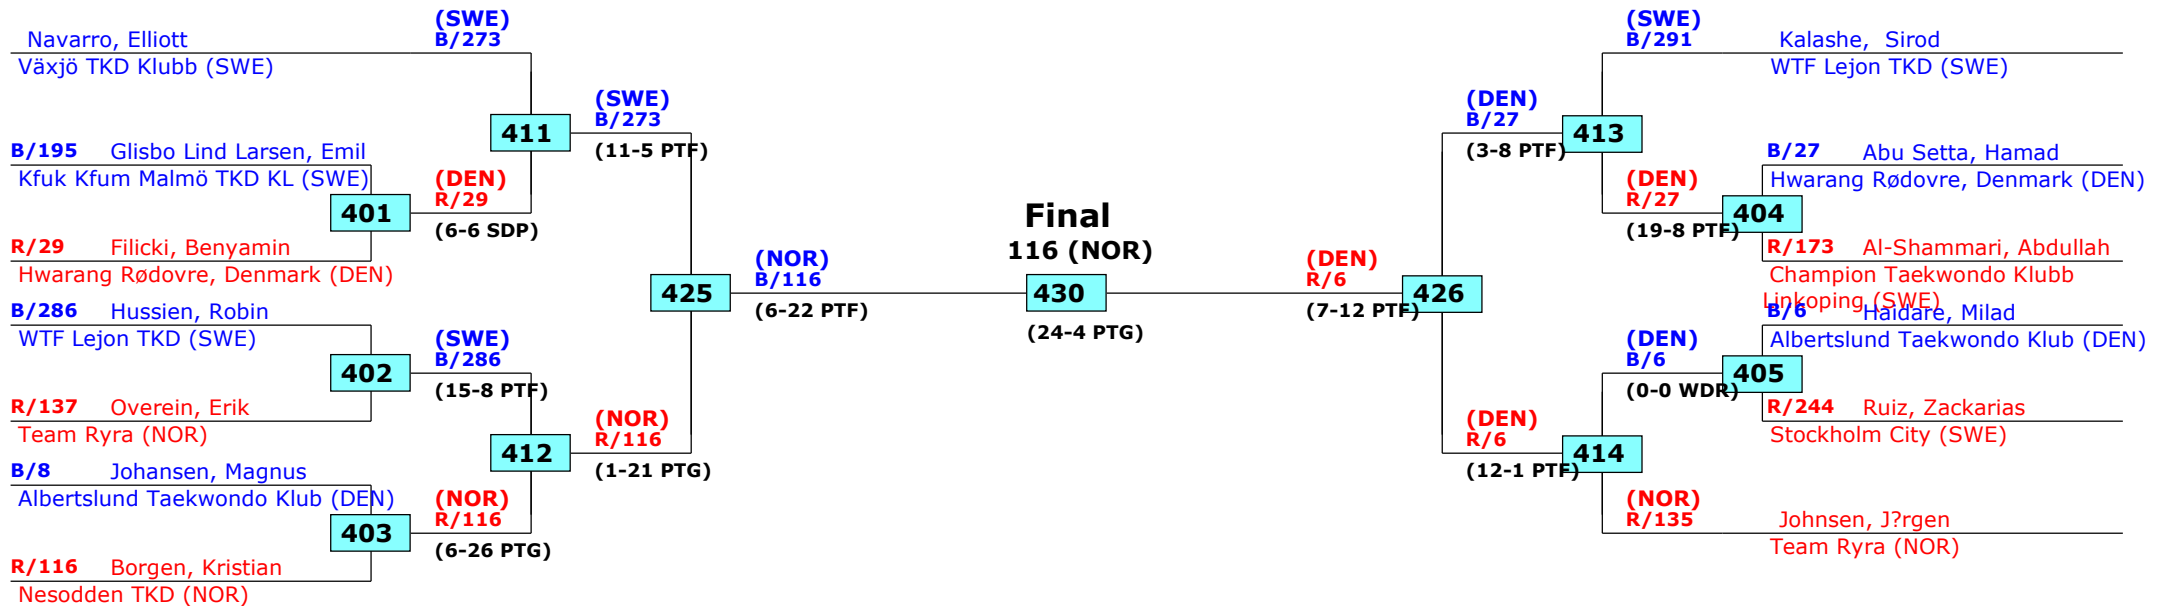 (SWE)
B/273
Navarro, Elliott
Växjö TKD Klubb (SWE)
411
(SWE)
B/273
(11-5 PTF)
B/195 Glisbo Lind Larsen, Emil
Kfuk Kfum Malmö TKD KL (SWE)
401
(DEN)
R/29
(6-6 SDP)
R/29 Filicki, Benyamin
Hwarang Rødovre, Denmark (DEN)
425
(NOR)
B/116
(6-22 PTF)
B/286 Hussien, Robin
WTF Lejon TKD (SWE)
402
(SWE)
B/286
(15-8 PTF)
R/137 Overein, Erik
Team Ryra (NOR)
412
(NOR)
R/116
(1-21 PTG)
B/8 Johansen, Magnus
Albertslund Taekwondo Klub (DEN)
403
(NOR)
R/116
(6-26 PTG)
R/116 Borgen, Kristian
Nesodden TKD (NOR)
Final
116 (NOR)
430
(24-4 PTG)
(SWE)
B/291
Kalashe, Sirod
WTF Lejon TKD (SWE)
(DEN)
B/27
(3-8 PTF)
413
B/27 Abu Setta, Hamad
Hwarang Rødovre, Denmark (DEN)
(DEN)
R/27
(19-8 PTF)
404
R/173 Al-Shammari, Abdullah
Champion Taekwondo Klubb
Linkoping (SWE)
(DEN)
R/6
(7-12 PTF)
426
B/6 Haidare, Milad
Albertslund Taekwondo Klub (DEN)
(DEN)
B/6
(0-0 WDR)
405
R/244 Ruiz, Zackarias
Stockholm City (SWE)
(DEN)
R/6
(12-1 PTF)
414
(NOR)
R/135
Johnsen, J?rgen
Team Ryra (NOR)